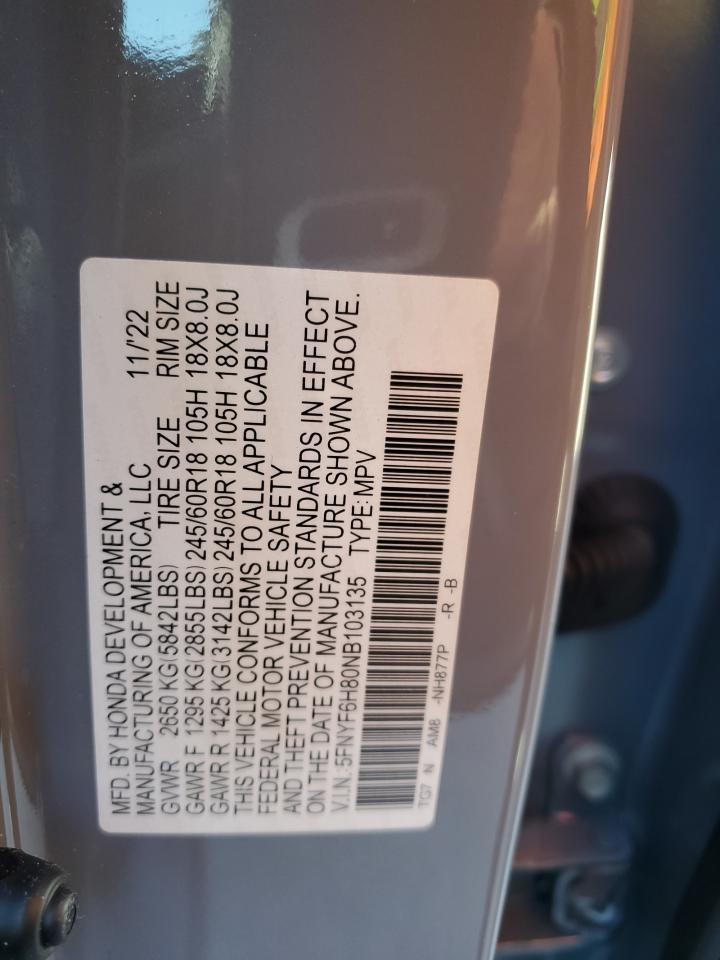 MFD. BY HONDA DEVELOPMENT &
MANUFACTURING OF AMERICA, LLC 11/'22
GVWR 2650 KG(5842LBS) TIRE SIZE RIM SIZE
GAWR F 1295 KG(2855LBS) 245/60R18 105H 18X8.0J
GAWR R 1425 KG(3142LBS) 245/60R18 105H 18X8.0J
THIS VEHICLE CONFORMS TO ALL APPLICABLE
FEDERAL MOTOR VEHICLE SAFETY
AND THEFT PREVENTION STANDARDS IN EFFECT
ON THE DATE OF MANUFACTURE SHOWN ABOVE.
V.I.N.:5FNYF6H80NB103135 TYPE:MPV
TG7 N AM8 -NH877P -R -B